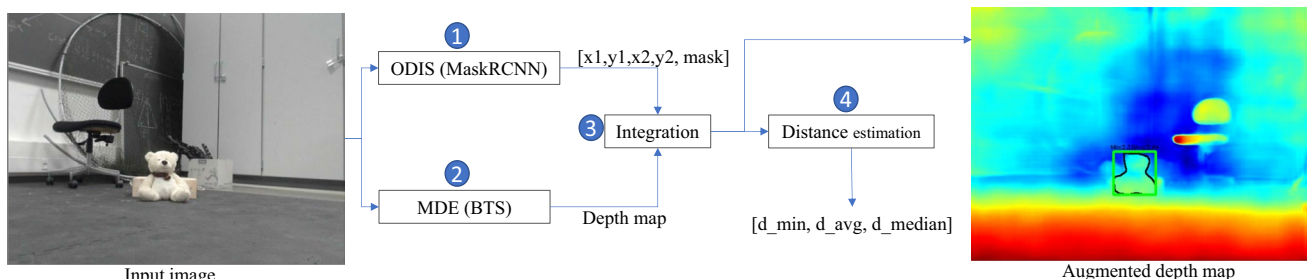 1
ODIS (MaskRCNN)
[x1,y1,x2,y2, mask]
2
MDE (BTS)
Depth map
3
Integration
4
Distance estimation
[d_min, d_avg, d_median]
Input image
Augmented depth map